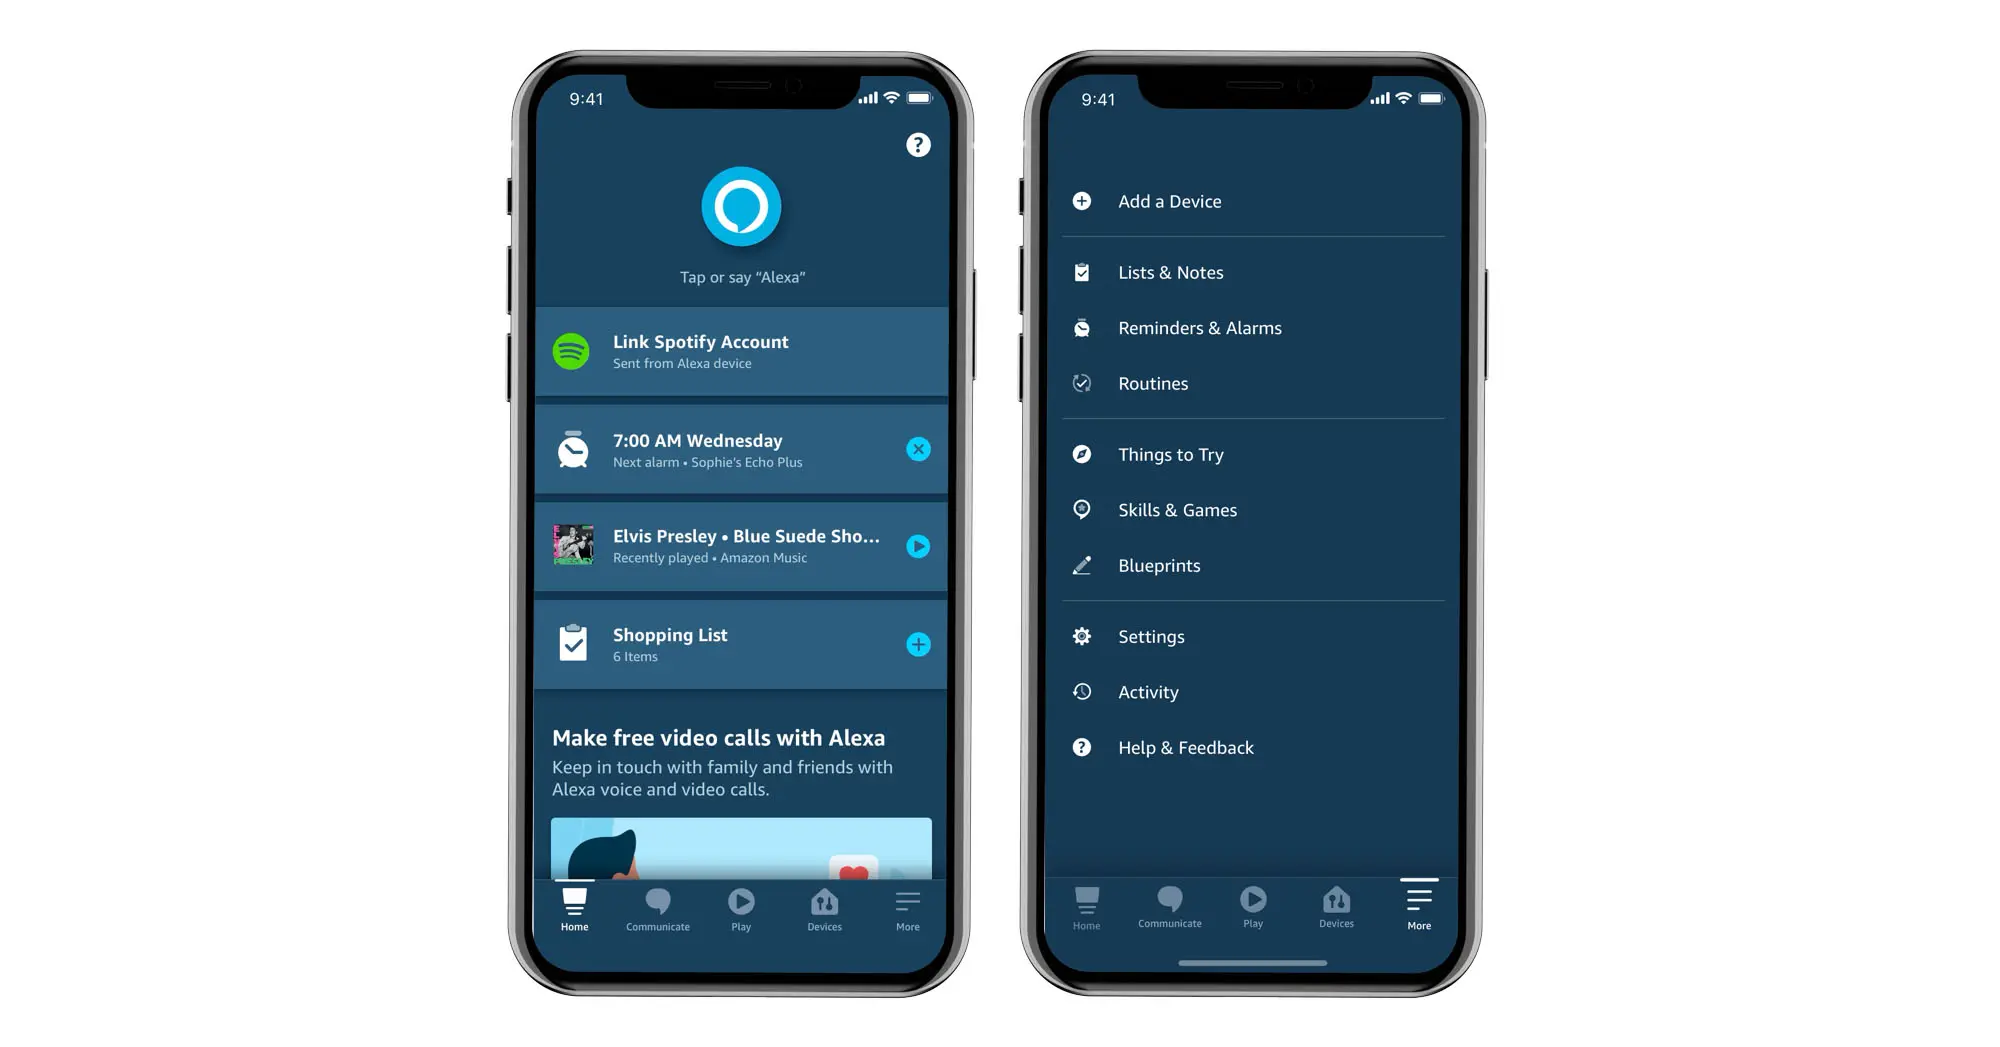 9:41
?
Tap or say “Alexa”
Link Spotify Account
Sent from Alexa device
7:00 AM Wednesday
Next alarm • Sophie's Echo Plus
Elvis Presley • Blue Suede Sho...
Recently played • Amazon Music
Shopping List
6 Items
Make free video calls with Alexa
Keep in touch with family and friends with
Alexa voice and video calls.
Home
Communicate
Play
Devices
More
9:41
Add a Device
Lists & Notes
Reminders & Alarms
Routines
Things to Try
Skills & Games
Blueprints
Settings
Activity
? Help & Feedback
Home
Communicate
Play
Devices
More